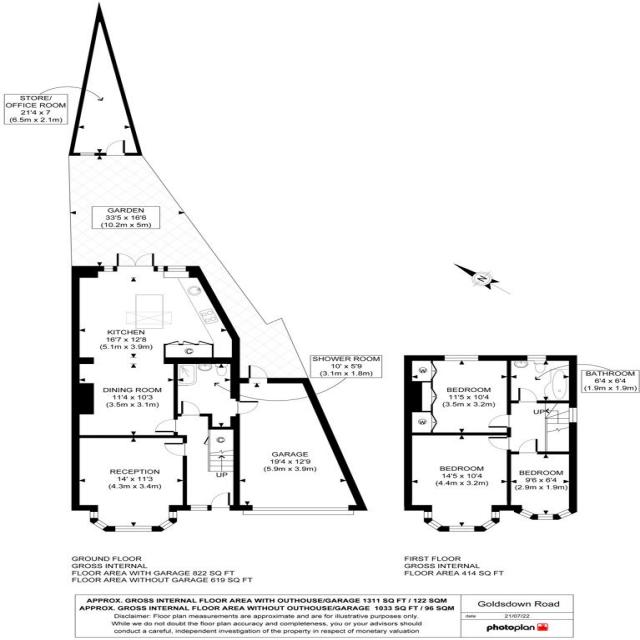 STORE/
OFFICE ROOM
21'4 x 7
(6.5m x 2.1m)
GARDEN
33'5 x 16'6
(10.2m x 5m)
KITCHEN
16'7 x 12'8
(5.1m x 3.9m)
C
DINING ROOM
11'4 x 10'3
(3.5m x 3.1m)
SHOWER ROOM
10' x 5'9
(3.1m x 1.8m)
RECEPTION
14' x 11'3
(4.3m x 3.4m)
C
UP
GARAGE
19'4 x 12'9
(5.9m x 3.9m)
N
W
W
BEDROOM
11'5 x 10'4
(3.5m x 3.2m)
BATHROOM
6'4 x 6'4
(1.9m x 1.9m)
UP
BEDROOM
14'5 x 10'4
(4.4m x 3.2m)
BEDROOM
9'6 x 6'4
(2.9m x 1.9m)
GROUND FLOOR
GROSS INTERNAL
FLOOR AREA WITH GARAGE 822 SQ FT
FLOOR AREA WITHOUT GARAGE 619 SQ FT
FIRST FLOOR
GROSS INTERNAL
FLOOR AREA 414 SQ FT
APPROX. GROSS INTERNAL FLOOR AREA WITH OUTHOUSE/GARAGE 1311 SQ FT / 122 SQM
APPROX. GROSS INTERNAL FLOOR AREA WITHOUT OUTHOUSE/GARAGE 1033 SQ FT / 96 SQM
Disclaimer: Floor plan measurements are approximate and are for illustrative purposes only.
While we do not doubt the floor plan accuracy and completeness, you or your advisors should
conduct a careful, independent investigation of the property in respect of monetary valuation
Goldsdown Road
date 21/07/22
photoplan